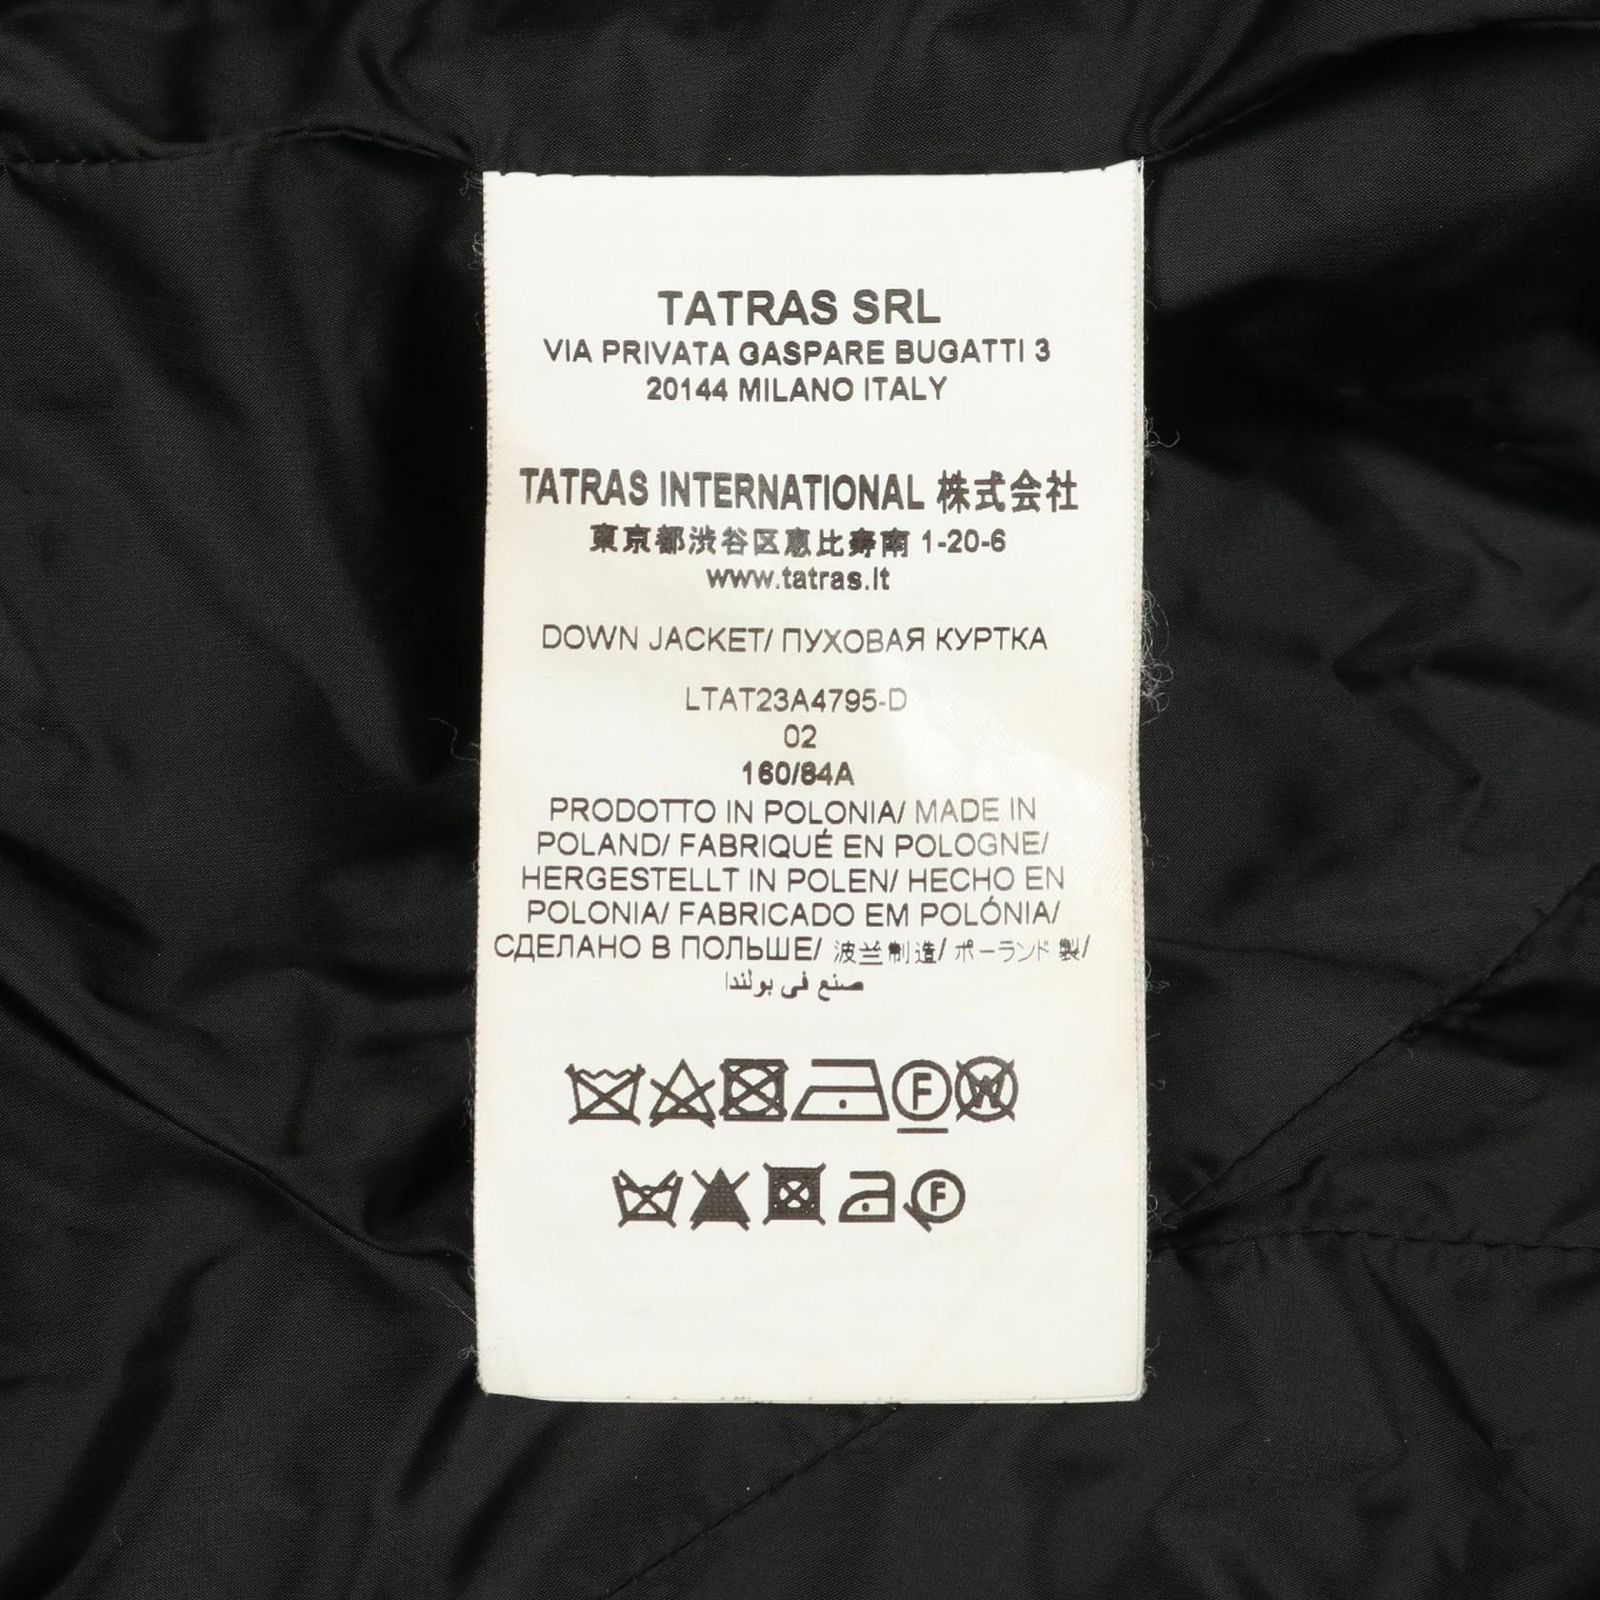 TATRAS SRL
VIA PRIVATA GASPARE BUGATTI 3
20144 MILANO ITALY
TATRAS INTERNATIONAL 株式会社
東京都渋谷区恵比寿南 1-20-6
www.tatras.it
DOWN JACKET/ ПУХОВАЯ КУРТКА
LTAT23A4795-D
02
160/84A
PRODOTTO IN POLONIA/ MADE IN
POLAND/ FABRIQUÉ EN POLOGNE/
HERGESTELLT IN POLEN/ HECHO EN
POLONIA/ FABRICADO EM POLÓNIA/
СДЕЛАНО В ПОЛЬШЕ/ 波兰制造/ ポーランド 製/
صنع في بولندا
F W
F